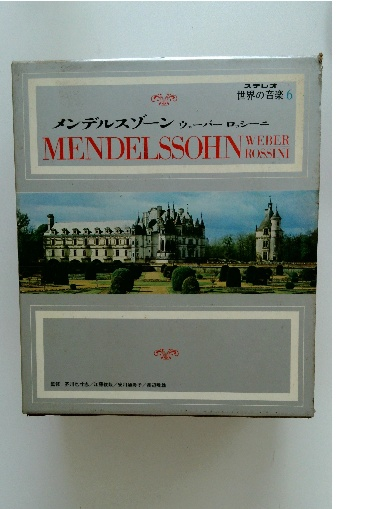 ステレオ
世界の音楽 6
メンデルスゾーン ウェーバー ロッシーニ
MENDELSSOHN WEBER
ROSSINI